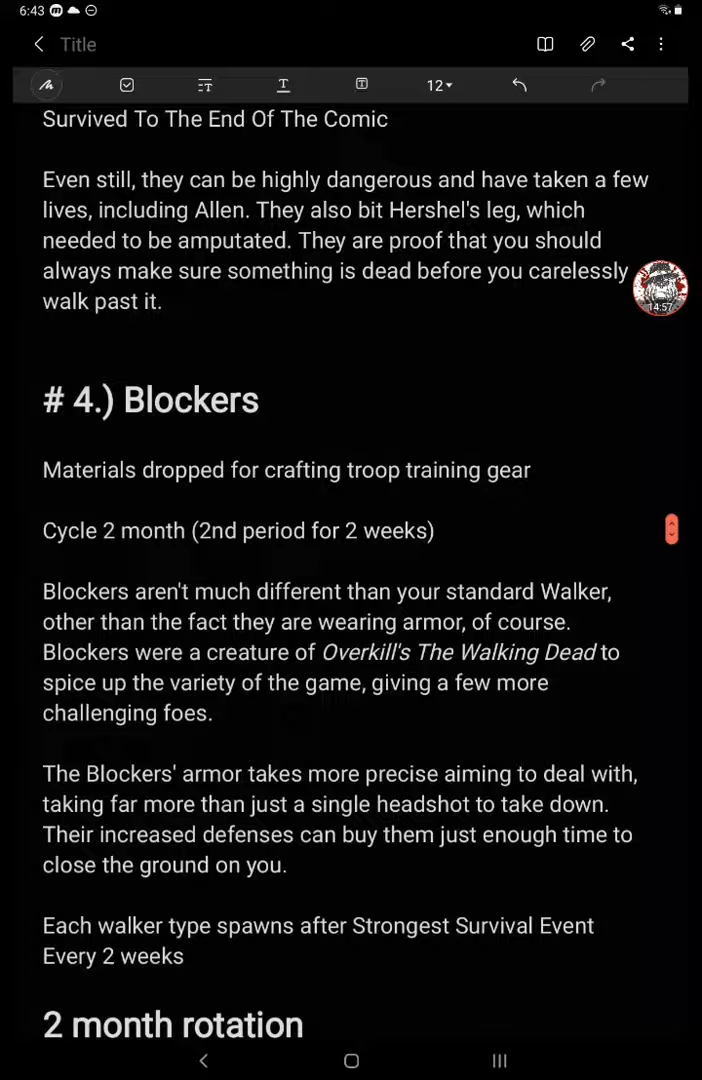 6:43
Title
12
Survived To The End Of The Comic
Even still, they can be highly dangerous and have taken a few
lives, including Allen. They also bit Hershel's leg, which
needed to be amputated. They are proof that you should
always make sure something is dead before you carelessly
walk past it.
14:57
# 4.) Blockers
Materials dropped for crafting troop training gear
Cycle 2 month (2nd period for 2 weeks)
Blockers aren't much different than your standard Walker,
other than the fact they are wearing armor, of course.
Blockers were a creature of Overkill's The Walking Dead to
spice up the variety of the game, giving a few more
challenging foes.
The Blockers' armor takes more precise aiming to deal with,
taking far more than just a single headshot to take down.
Their increased defenses can buy them just enough time to
close the ground on you.
Each walker type spawns after Strongest Survival Event
Every 2 weeks
2 month rotation